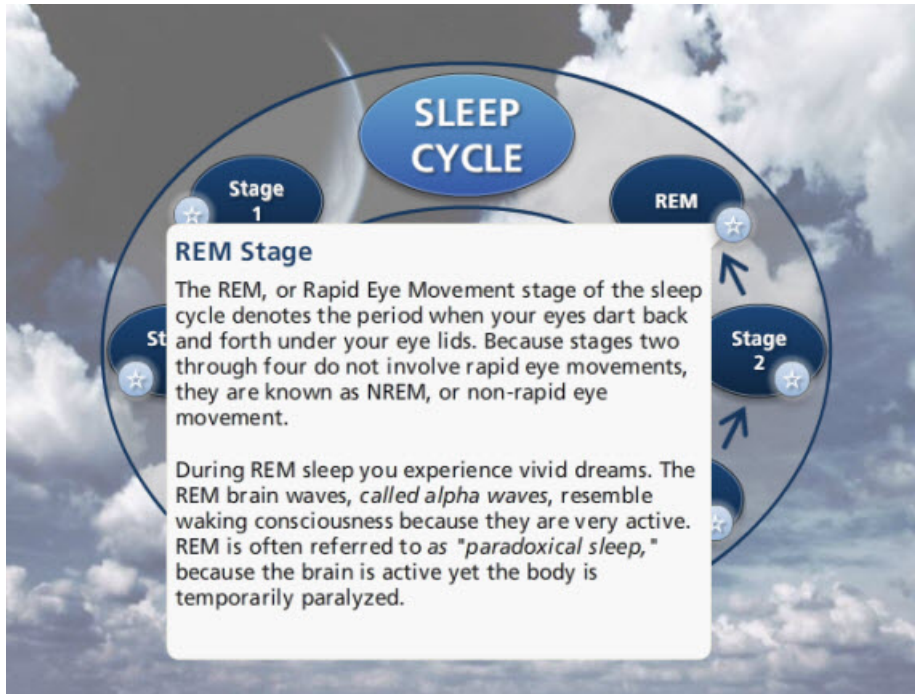 SLEEP
CYCLE
Stage
1
REM
REM Stage
The REM, or Rapid Eye Movement stage of the sleep
cycle denotes the period when your eyes dart back
and forth under your eye lids. Because stages two
through four do not involve rapid eye movements,
they are known as NREM, or non-rapid eye
movement.
During REM sleep you experience vivid dreams. The
REM brain waves, called alpha waves, resemble
waking consciousness because they are very active.
REM is often referred to as "paradoxical sleep,"
because the brain is active yet the body is
temporarily paralyzed.
St
Stage
2